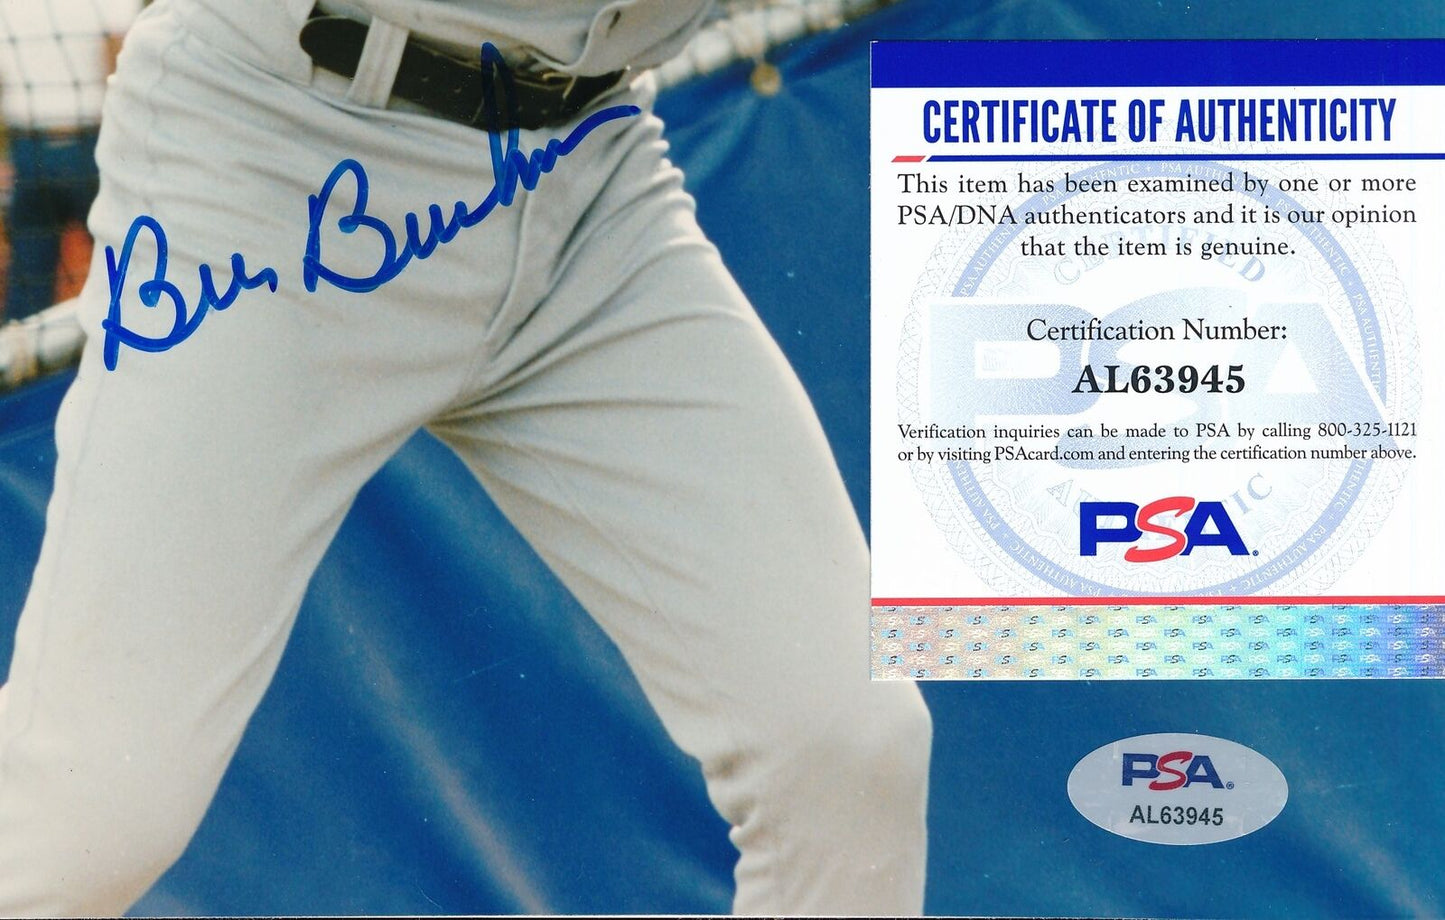 Bill Buckner
CERTIFICATE OF AUTHENTICITY
This item has been examined by one or more
PSA/DNA authenticators and it is our opinion
that the item is genuine.
Certification Number:
AL63945
Verification inquiries can be made to PSA by calling 800-325-1121
or by visiting PSAcard.com and entering the certification number above.
PSA
PSA
AL63945